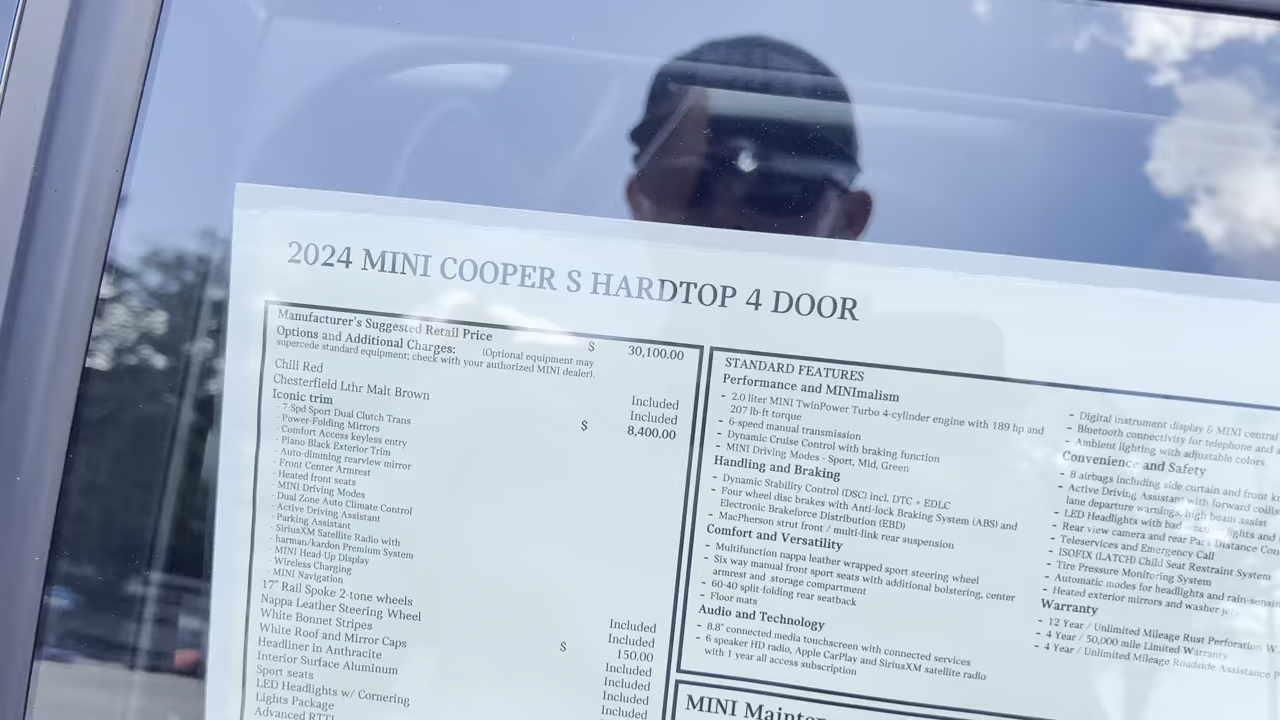 2024 MINI COOPER S HARDTOP 4 DOOR
Manufacturer's Suggested Retail Price $ 30,100.00
Options and Additional Charges: (Optional equipment may
supercede standard equipment; check with your authorized MINI dealer).
Chili Red Included
Chesterfield Lthr Malt Brown Included
Iconic trim $ 8,400.00
- 7-Spd Sport Dual Clutch Trans
- Power-Folding Mirrors
- Comfort Access keyless entry
- Piano Black Exterior Trim
- Auto-dimming rearview mirror
- Front Center Armrest
- Heated front seats
- MINI Driving Modes
- Dual Zone Auto Climate Control
- Active Driving Assistant
- Parking Assistant
- SiriusXM Satellite Radio with
- harman/kardon Premium System
- MINI Head-Up Display
- Wireless Charging
- MINI Navigation
17" Rail Spoke 2-tone wheels Included
Nappa Leather Steering Wheel Included
White Bonnet Stripes $ 150.00
White Roof and Mirror Caps Included
Headliner in Anthracite Included
Interior Surface Aluminum Included
Sport seats Included
LED Headlights w/ Cornering
Lights Package
Advanced RTTI
STANDARD FEATURES
Performance and MINImalism
- 2.0 liter MINI TwinPower Turbo 4-cylinder engine with 189 hp and
207 lb-ft torque
- 6-speed manual transmission
- Dynamic Cruise Control with braking function
- MINI Driving Modes - Sport, Mid, Green
Handling and Braking
- Dynamic Stability Control (DSC) incl. DTC + EDLC
- Four wheel disc brakes with Anti-lock Braking System (ABS) and
Electronic Brakeforce Distribution (EBD)
- MacPherson strut front / multi-link rear suspension
Comfort and Versatility
- Multifunction nappa leather wrapped sport steering wheel
- Six way manual front sport seats with additional bolstering, center
armrest and storage compartment
- 60-40 split-folding rear seatback
- Floor mats
Audio and Technology
- 8.8" connected media touchscreen with connected services
- 6 speaker HD radio, Apple CarPlay and SiriusXM satellite radio
with 1 year all access subscription
- Digital instrument display & MINI central
- Bluetooth connectivity for telephone and
- Ambient lighting with adjustable colors
Convenience and Safety
- 8 airbags including side curtain and front
- Active Driving Assistant with forward
lane departure warnings, high beam assist
- LED Headlights with
- Rear view camera and rear Park Distance
- Teleservices and Emergency Call
- ISOFIX (LATCH) Child Seat Restraint System
- Tire Pressure Monitoring System
- Automatic modes for headlights and
- Heated exterior mirrors and washer
Warranty
- 12 Year / Unlimited Mileage Rust Perforation
- 4 Year / 50,000 mile Limited Warranty
- 4 Year / Unlimited Mileage Roadside Assistance
MINI